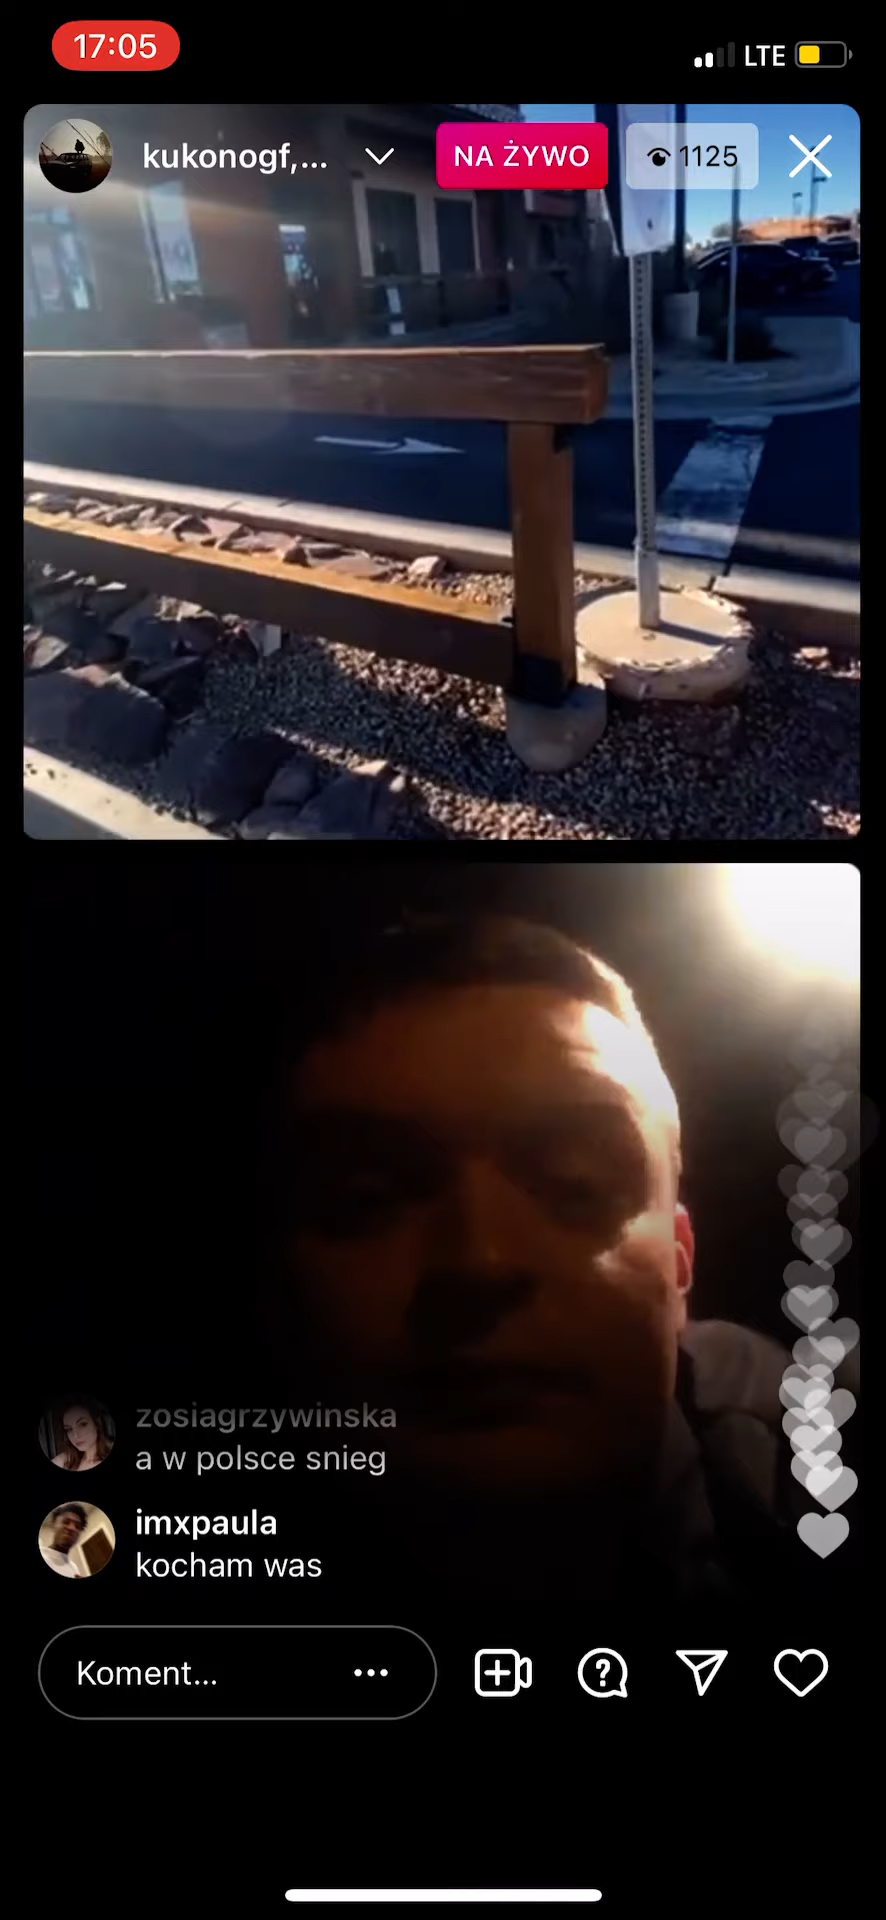 17:05
LTE
kukonogf,...
NA ŻYWO
1125
zosiagrzywinska
a w polsce snieg
imxpaula
kocham was
Koment...